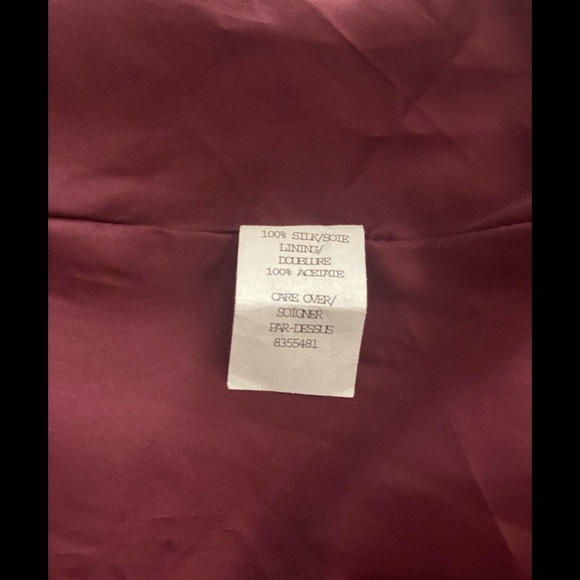 100% SILK/SOIE
LINING/
DOUBLURE
100% ACETATE
CARE OVER/
SOIGNER
PAR-DESSUS
8355481